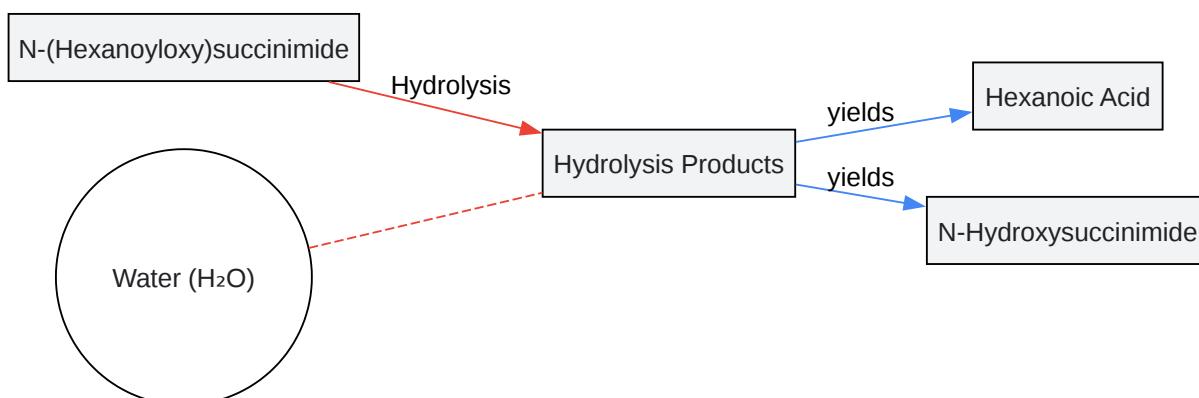 N-(Hexanoyloxy)succinimide
Hydrolysis
Hexanoic Acid
yields
Hydrolysis Products
yields
N-Hydroxysuccinimide
Water (H₂O)